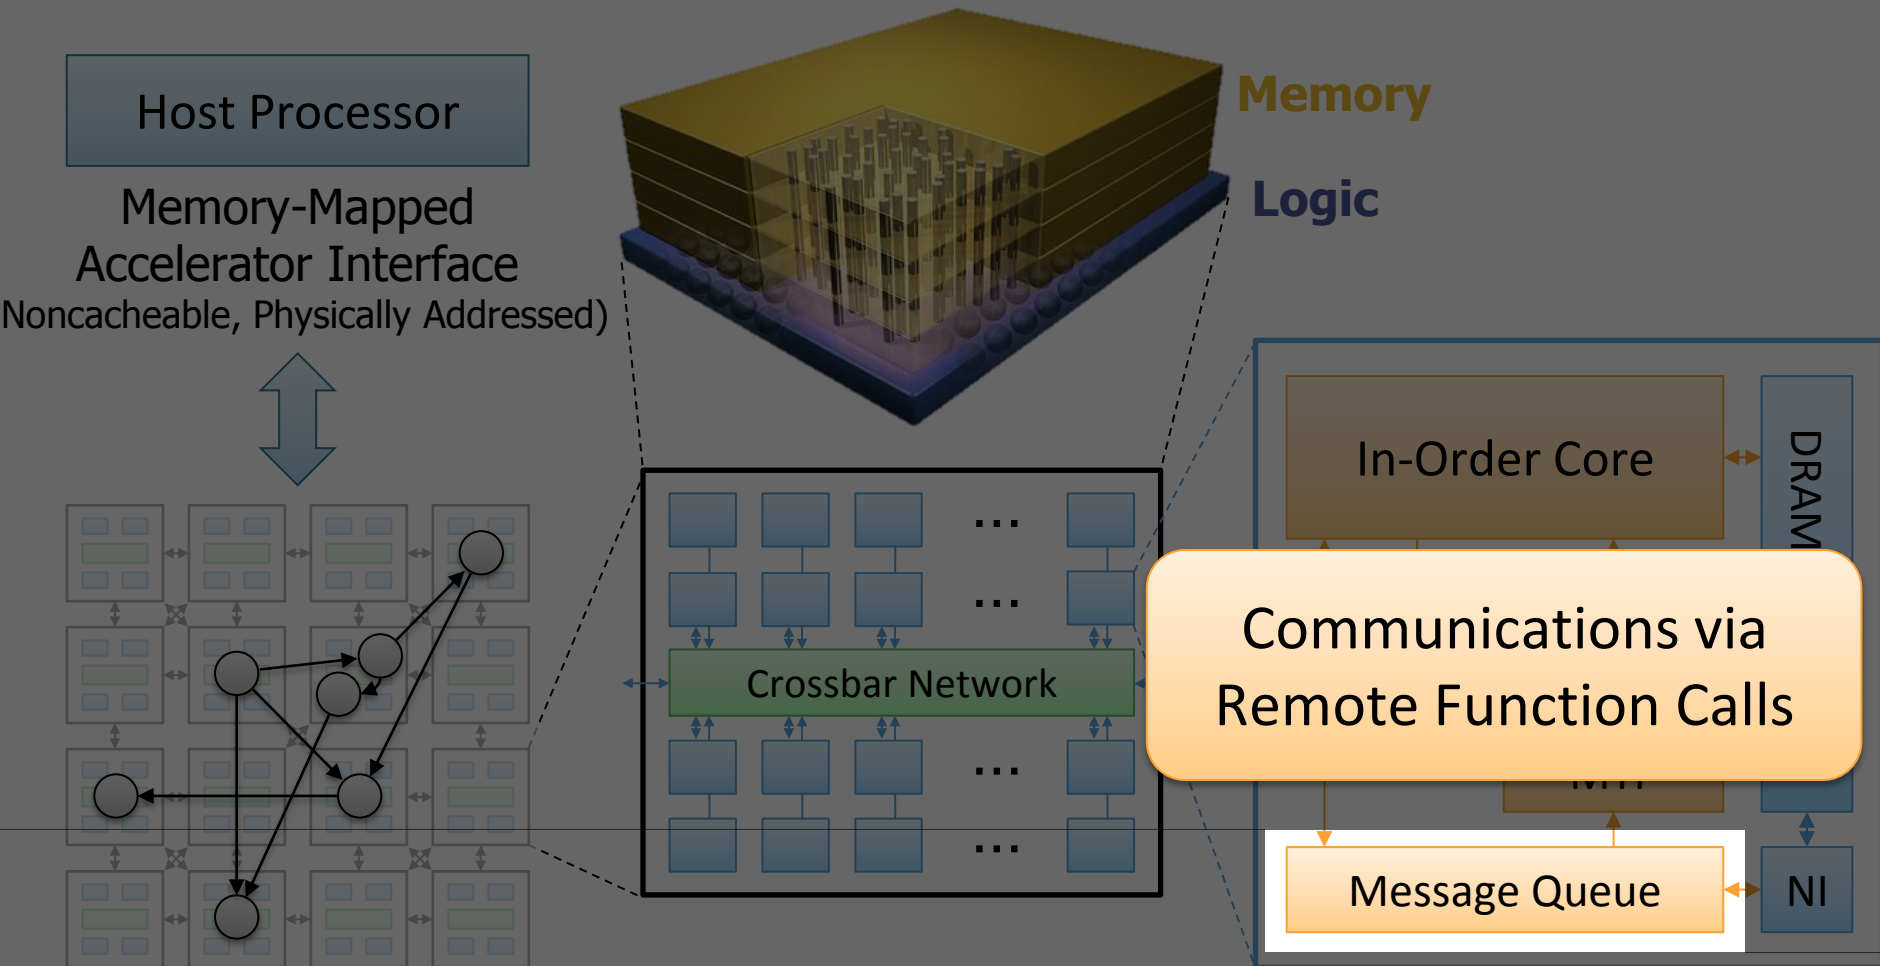 Host Processor
Memory-Mapped
Accelerator Interface
Noncacheable, Physically Addressed)
Memory
Logic
Crossbar Network
...
...
...
...
In-Order Core
DRAM
Communications via
Remote Function Calls
Message Queue
NI